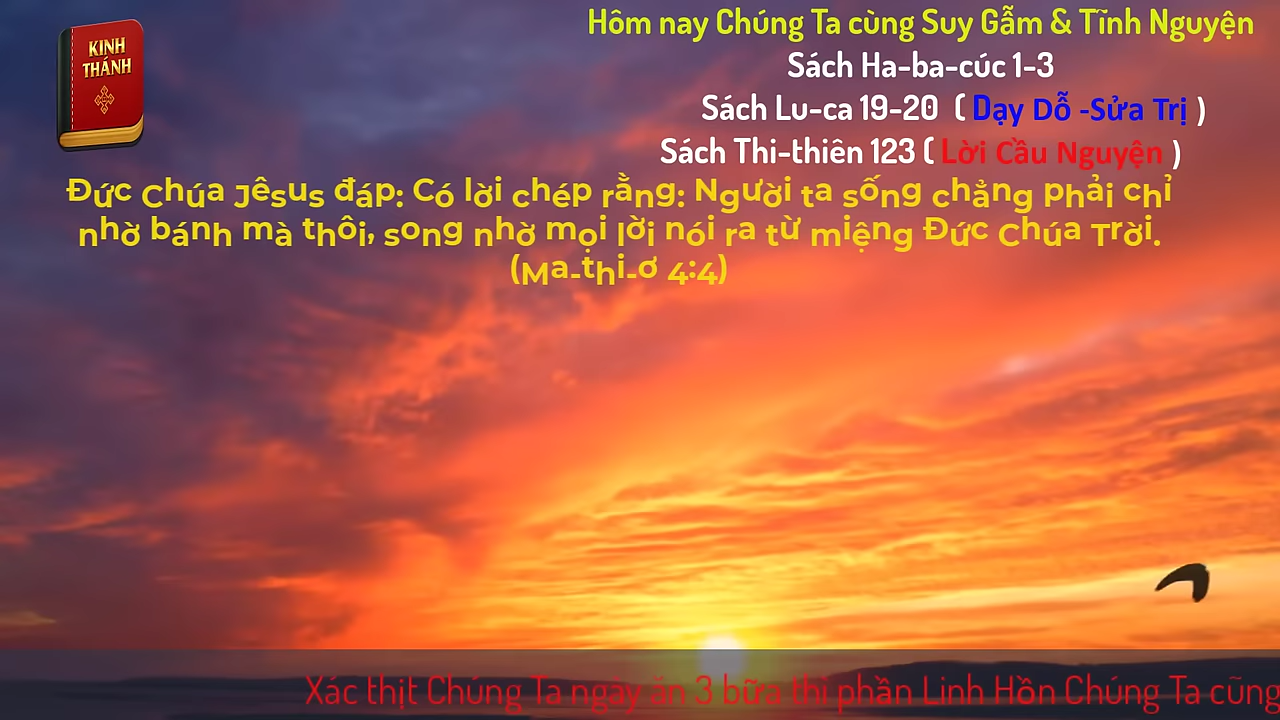 KINH
THÁNH
Hôm nay Chúng Ta cùng Suy Gẫm & Tĩnh Nguyện
Sách Ha-ba-cúc 1-3
Sách Lu-ca 19-20 ( Dạy Dỗ -Sửa Trị )
Sách Thi-thiên 123 ( Lời Cầu Nguyện )
Đức Chúa Jêsus đáp: Có lời chép rằng: Người ta sống chẳng phải chỉ
nhờ bánh mà thôi, song nhờ mọi lời nói ra từ miệng Đức Chúa Trời.
(Ma-thi-ơ 4:4)
Xác thịt Chúng Ta ngày ăn 3 bữa thì phần Linh Hồn Chúng Ta cũng